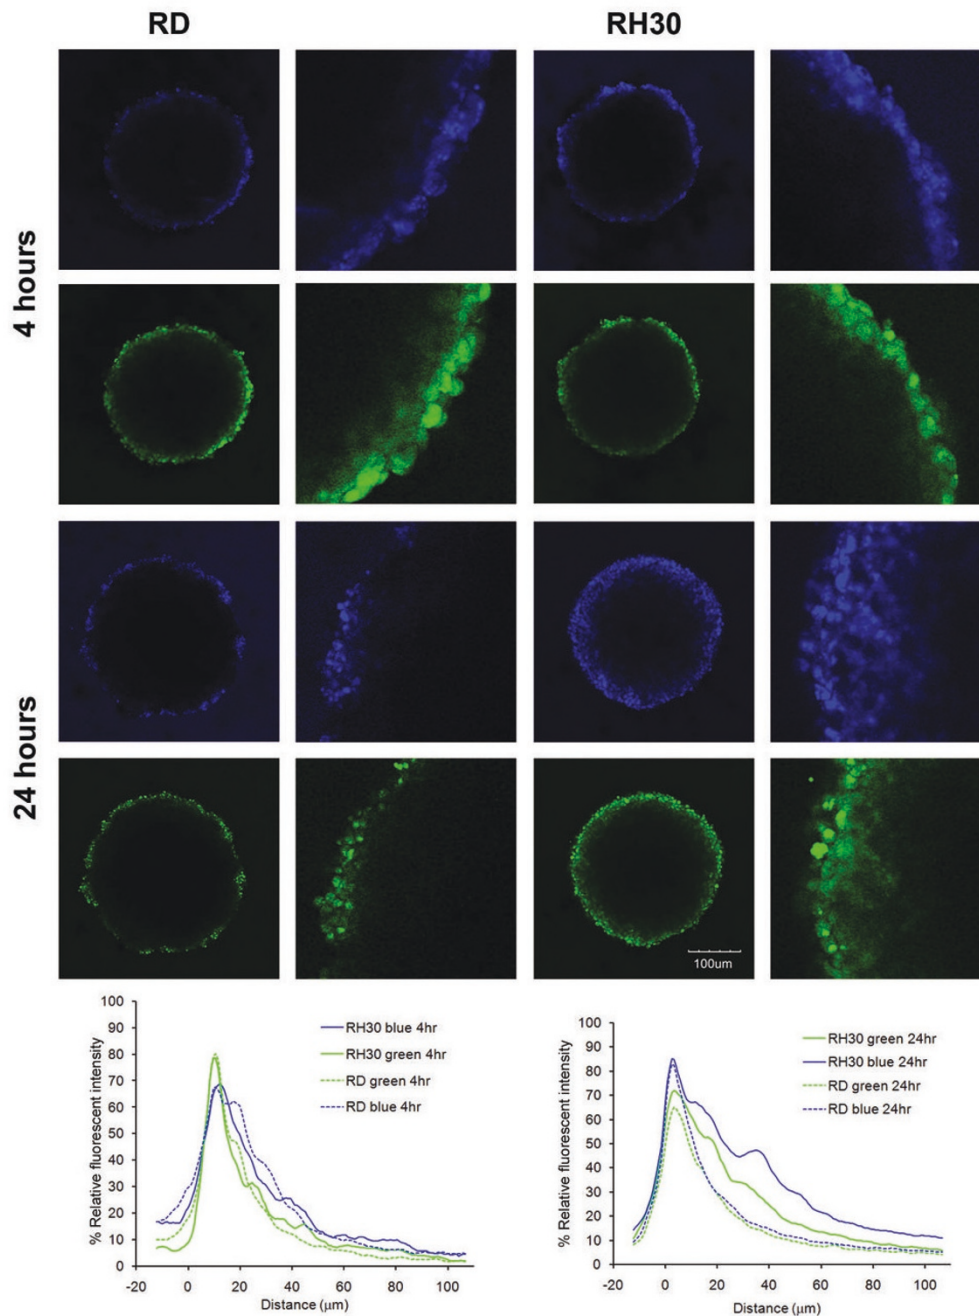 RD
RH30
4 hours
24 hours
100um
100
90
80
70
60
50
40
30
20
10
0
-20
0
20
40
60
80
100
% Relative fluorescent intensity
Distance (μm)
RH30 blue 4hr
RH30 green 4hr
RD green 4hr
RD blue 4hr
100
90
80
70
60
50
40
30
20
10
0
-20
0
20
40
60
80
100
% Relative fluorescent intensity
Distance (μm)
RH30 green 24hr
RH30 blue 24hr
RD green 24hr
RD blue 24hr